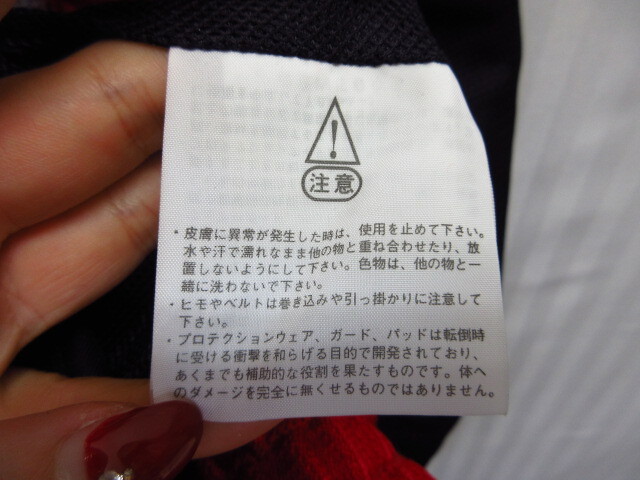 注意
・皮膚に異常が発生した時は、使用を止めて下さい。
水や汗で濡れなまま他の物と重ね合わせたり、放
置しないようにして下さい。色物は、他の物と一
緒に洗わないで下さい。
・ヒモやベルトは巻き込みや引っ掛かりに注意して
下さい。
・プロテクションウェア、ガード、パッドは転倒時
に受ける衝撃を和らげる目的で開発されており、
あくまでも補助的な役割を果たすものです。体へ
のダメージを完全に無くせるものではありません。